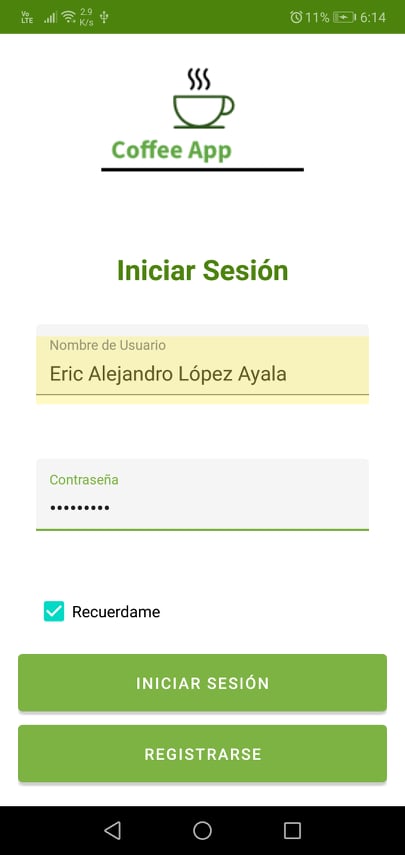 Vo
LTE
2.9
K/s
11%
6:14
Coffee App
Iniciar Sesión
Nombre de Usuario
Eric Alejandro López Ayala
Contraseña
•••••••••
Recuerdame
INICIAR SESIÓN
REGISTRARSE